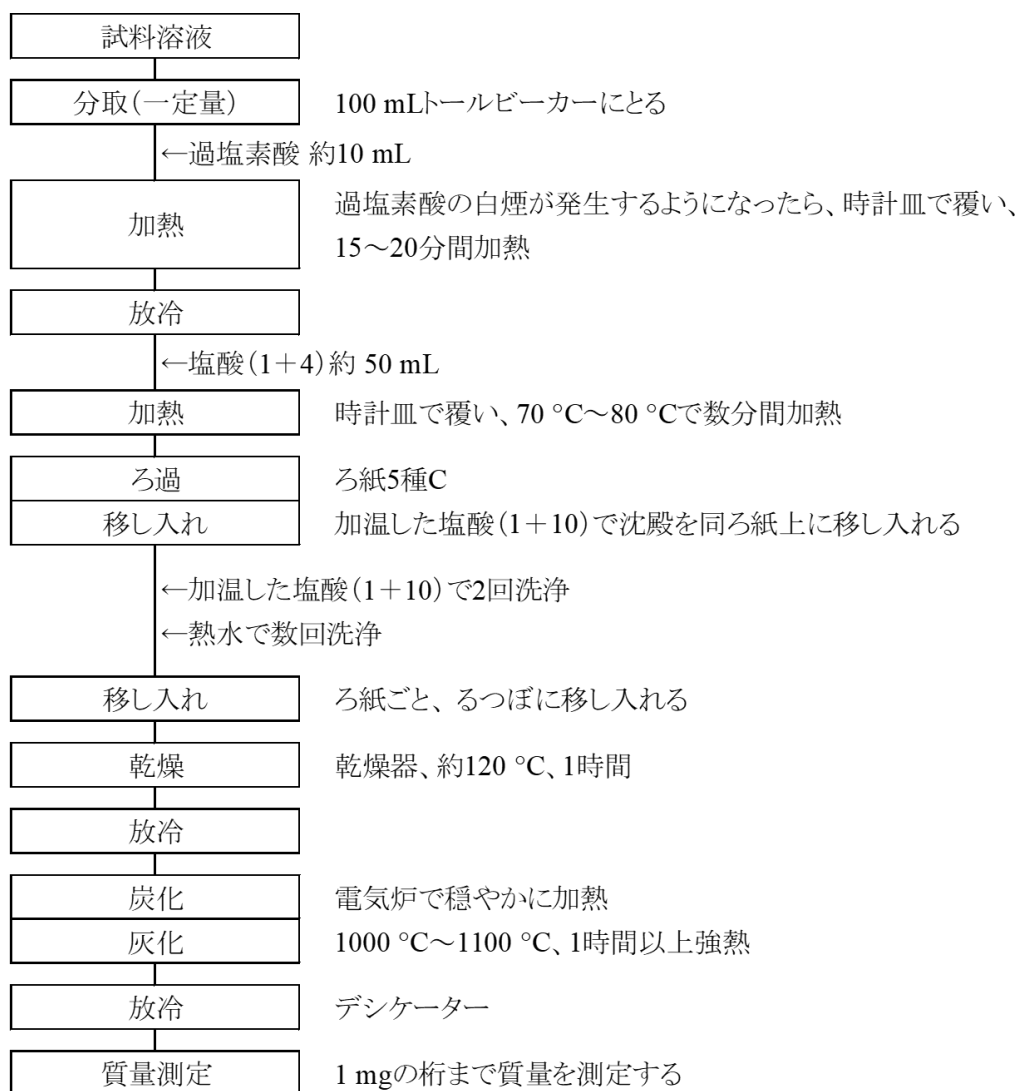 試料溶液
分取(一定量) 100 mLトールビーカーにとる
←過塩素酸 約10 mL
加熱 過塩素酸の白煙が発生するようになったら、時計皿で覆い、
15～20分間加熱
放冷
←塩酸(1＋4)約 50 mL
加熱 時計皿で覆い、70 °C～80 °Cで数分間加熱
ろ過 ろ紙5種C
移し入れ 加温した塩酸(1＋10)で沈殿を同ろ紙上に移し入れる
←加温した塩酸(1＋10)で2回洗浄
←熱水で数回洗浄
移し入れ ろ紙ごと、るつぼに移し入れる
乾燥 乾燥器、約120 °C、1時間
放冷
炭化 電気炉で穏やかに加熱
灰化 1000 °C～1100 °C、1時間以上強熱
放冷 デシケーター
質量測定 1 mgの桁まで質量を測定する